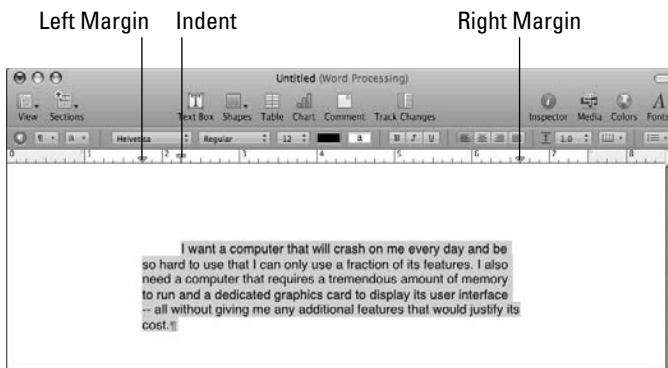 Left Margin Indent Right Margin
Untitled (Word Processing)
View Sections Text Box Shapes Table Chart Comment Track Changes Inspector Media Colors Fonts
¶ a Helvetica Regular 12 a B I U 1.0
0 1 2 3 4 5 6 7 8
I want a computer that will crash on me every day and be
so hard to use that I can only use a fraction of its features. I also
need a computer that requires a tremendous amount of memory
to run and a dedicated graphics card to display its user interface
-- all without giving me any additional features that would justify its
cost.¶